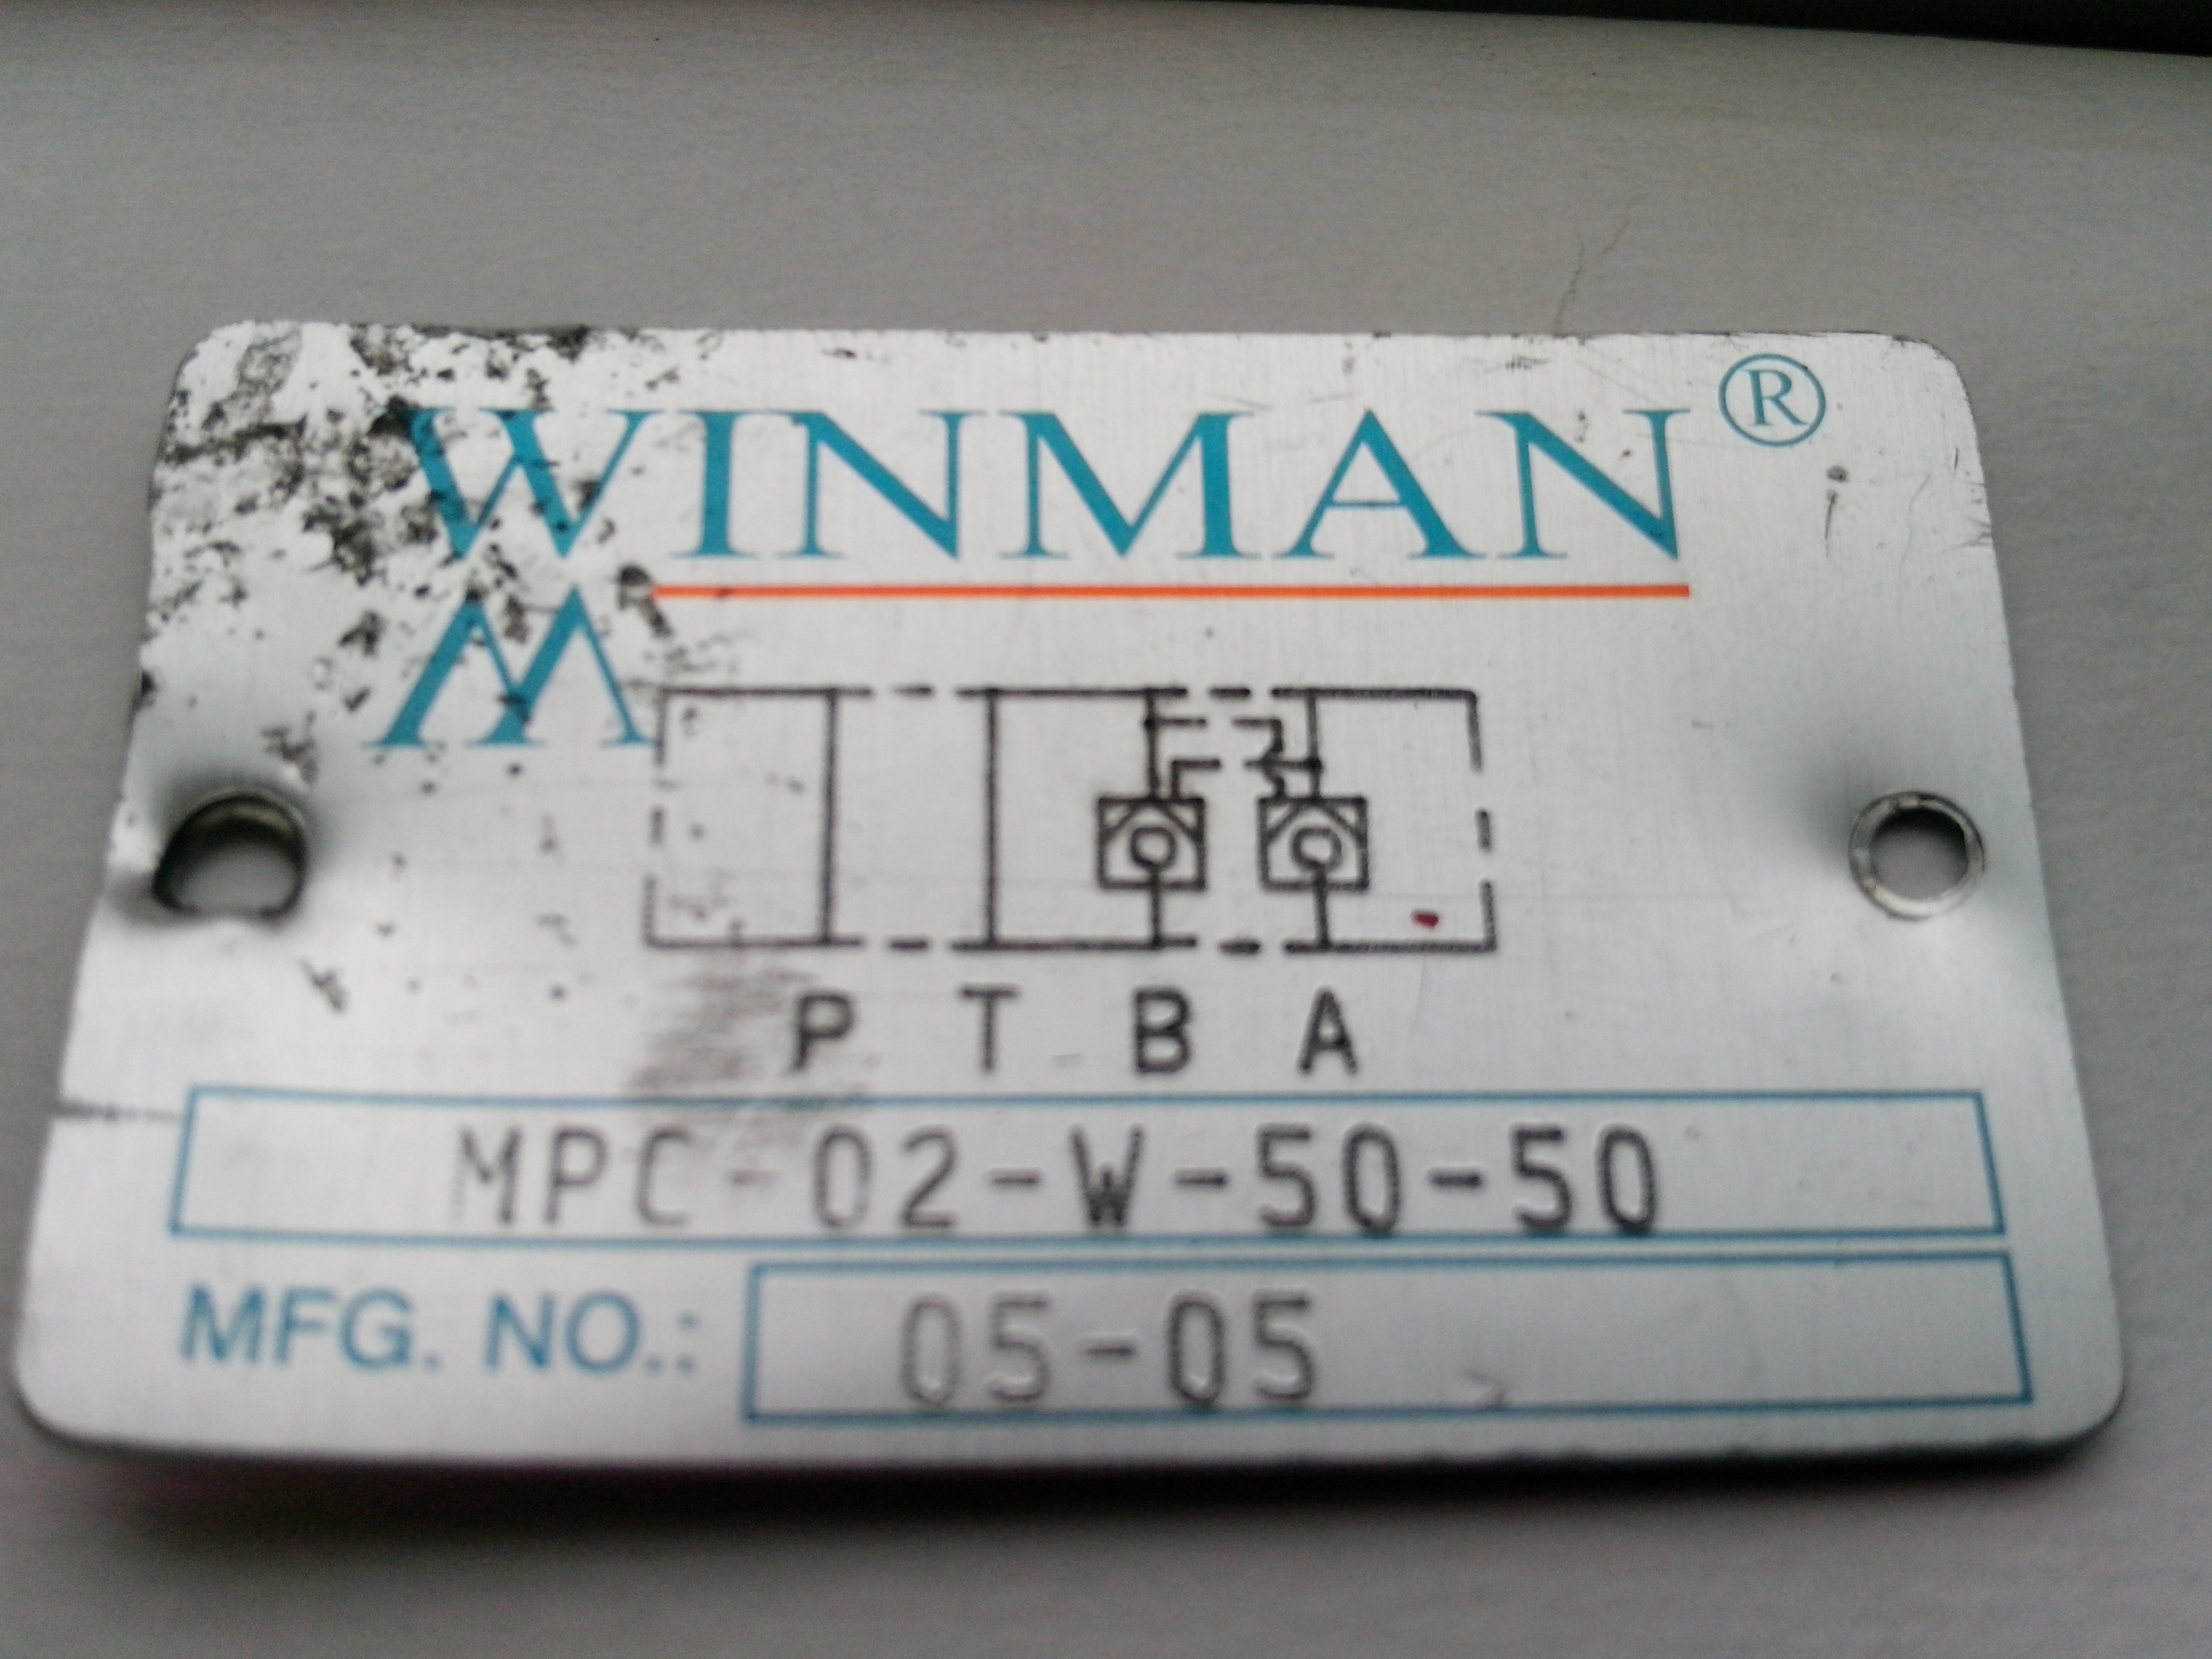 WINMAN®
P T B A
MPC-02-W-50-50
MFG. NO.: 05-05